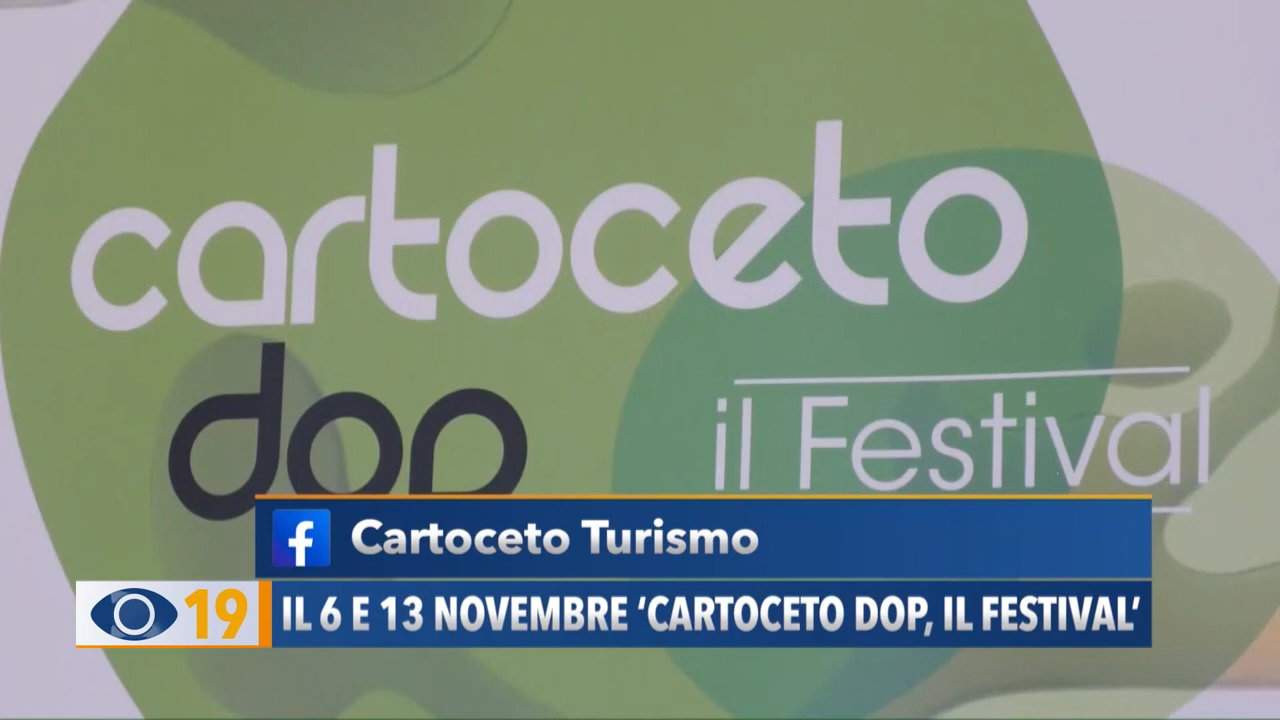 cartoceto
dop
il Festival
Cartoceto Turismo
19
IL 6 E 13 NOVEMBRE ‘CARTOCETO DOP, IL FESTIVAL’